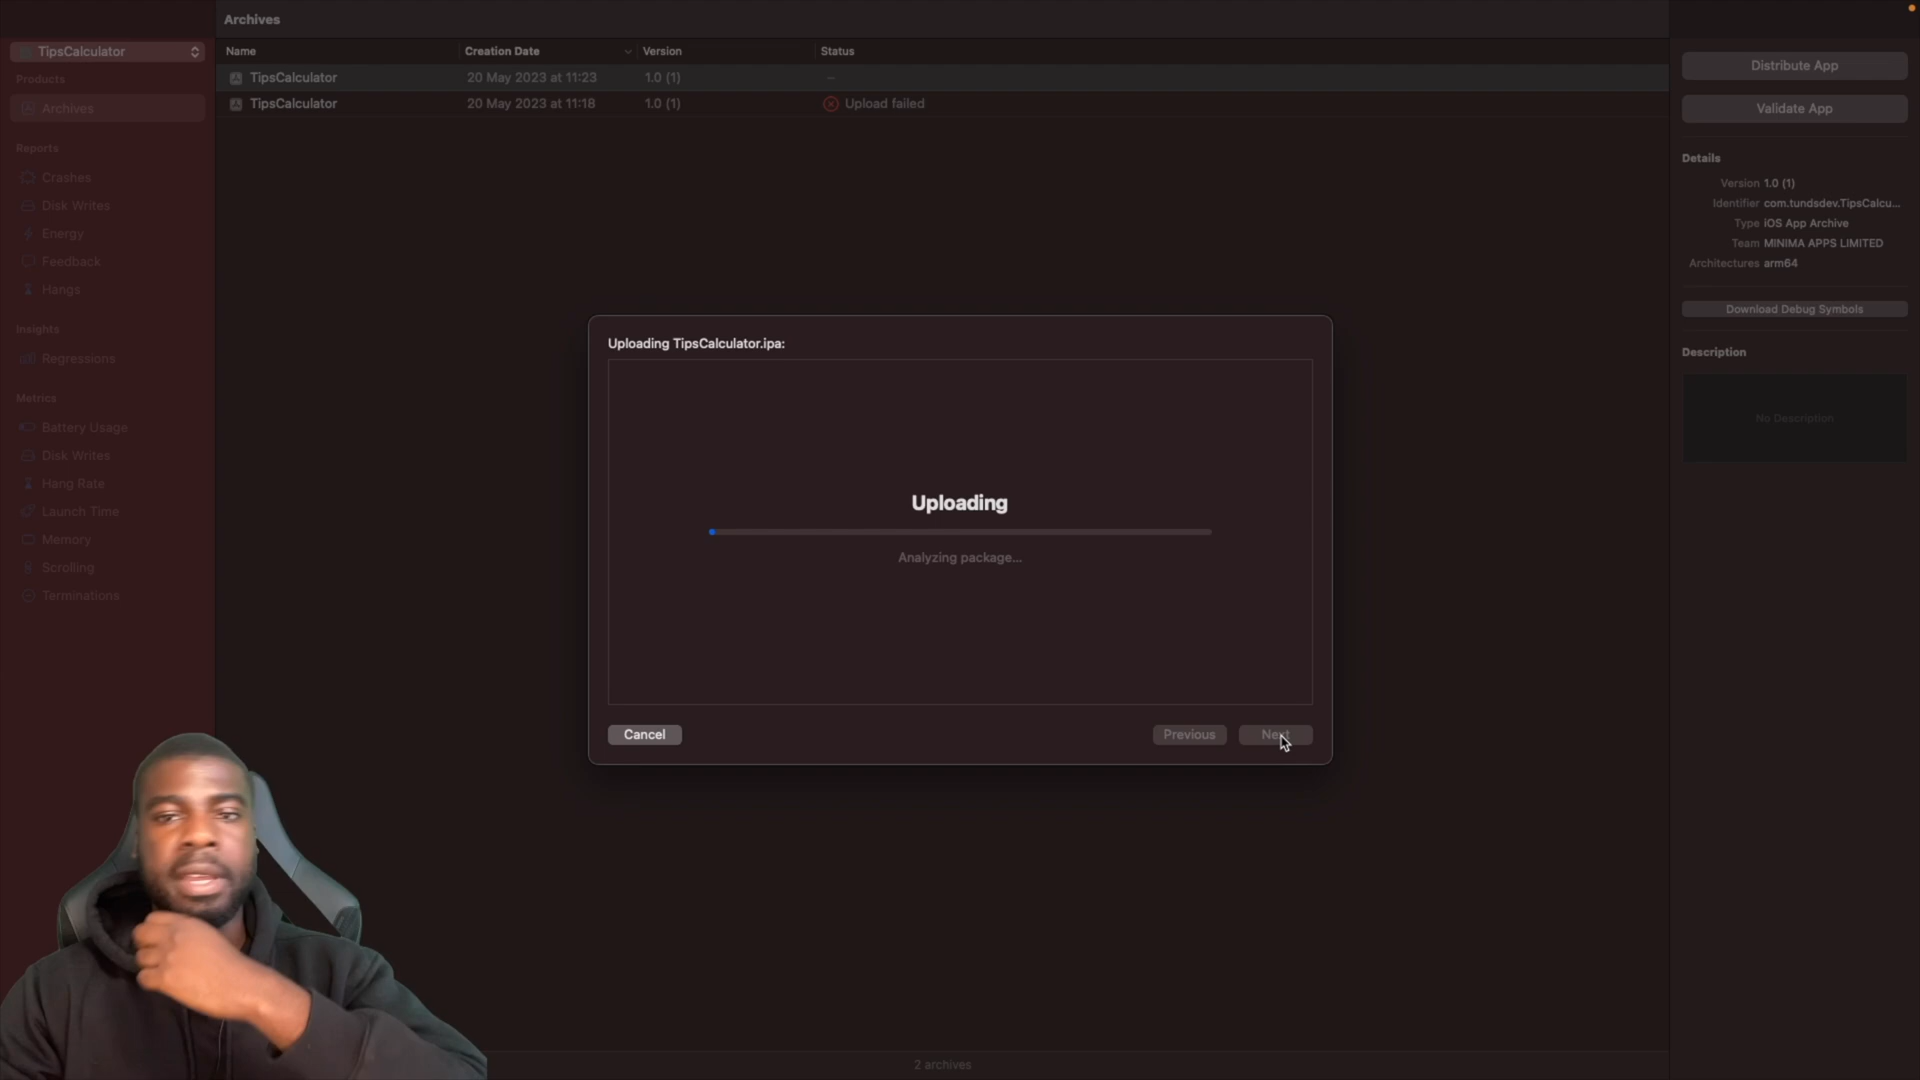 Archives
TipsCalculator
Name Creation Date Version Status
Products
TipsCalculator 20 May 2023 at 11:23 1.0 (1) –
Archives
TipsCalculator 20 May 2023 at 11:18 1.0 (1) Upload failed
Reports
Crashes
Disk Writes
Energy
Feedback
Hangs
Insights
Regressions
Metrics
Battery Usage
Disk Writes
Hang Rate
Launch Time
Memory
Scrolling
Terminations
Uploading TipsCalculator.ipa:
Uploading
Analyzing package...
Cancel
Previous
Next
Distribute App
Validate App
Details
Version 1.0 (1)
Identifier com.tundsdev.TipsCalcu...
Type iOS App Archive
Team MINIMA APPS LIMITED
Architectures arm64
Download Debug Symbols
Description
No Description
2 archives